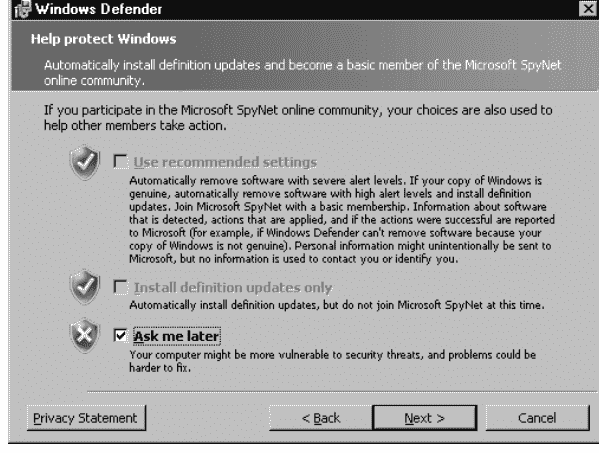 Windows Defender
Help protect Windows
Automatically install definition updates and become a basic member of the Microsoft SpyNet
online community.
If you participate in the Microsoft SpyNet online community, your choices are also used to
help other members take action.
Use recommended settings
Automatically remove software with severe alert levels. If your copy of Windows is
genuine, automatically remove software with high alert levels and install definition
updates. Join Microsoft SpyNet with a basic membership. Information about software
that is detected, actions that are applied, and if the actions were successful are reported
to Microsoft (for example, if Windows Defender can't remove software because your
copy of Windows is not genuine). Personal information might unintentionally be sent to
Microsoft, but no information is used to contact you or identify you.
Install definition updates only
Automatically install definition updates, but do not join Microsoft SpyNet at this time.
Ask me later
Your computer might be more vulnerable to security threats, and problems could be
harder to fix.
Privacy Statement < Back Next > Cancel